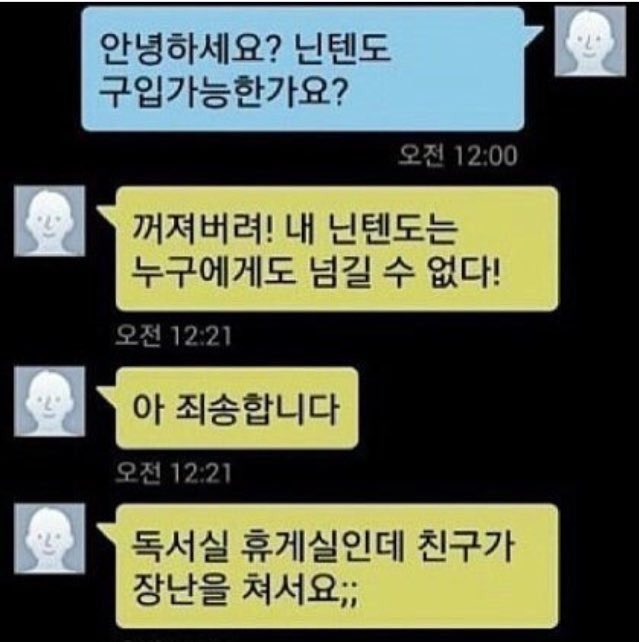 안녕하세요? 닌텐도
구입가능한가요?
오전 12:00
꺼져버려! 내 닌텐도는
누구에게도 넘길 수 없다!
오전 12:21
아 죄송합니다
오전 12:21
독서실 휴게실인데 친구가
장난을 쳐서요;;